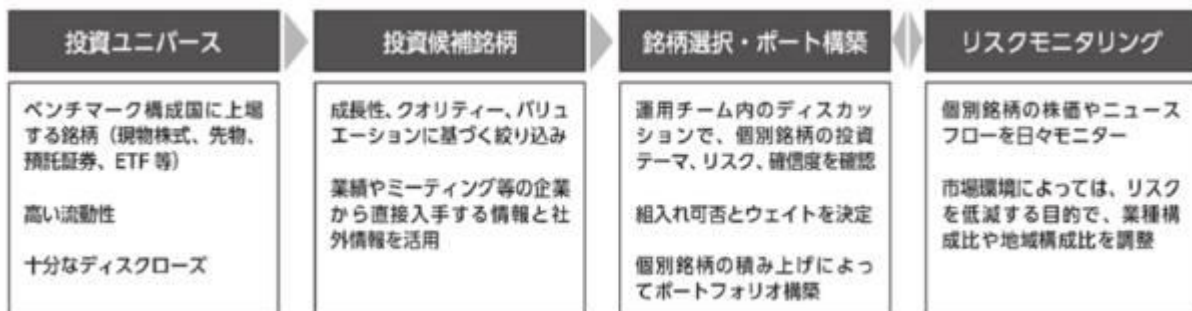 投資ユニバース
ベンチマーク構成国に上場
する銘柄（現物株式、先物、
預託証券、ETF 等）
高い流動性
十分なディスクローズ
投資候補銘柄
成長性、クオリティー、バリュ
エーションに基づく絞り込み
業績やミーティング等の企業
から直接入手する情報と社
外情報を活用
銘柄選択・ポート構築
運用チーム内のディスカッ
ションで、個別銘柄の投資
テーマ、リスク、確信度を確認
組入れ可否とウェイトを決定
個別銘柄の積み上げによっ
てポートフォリオ構築
リスクモニタリング
個別銘柄の株価やニュース
フローを日々モニター
市場環境によっては、リスク
を低減する目的で、業種構
成比や地域構成比を調整